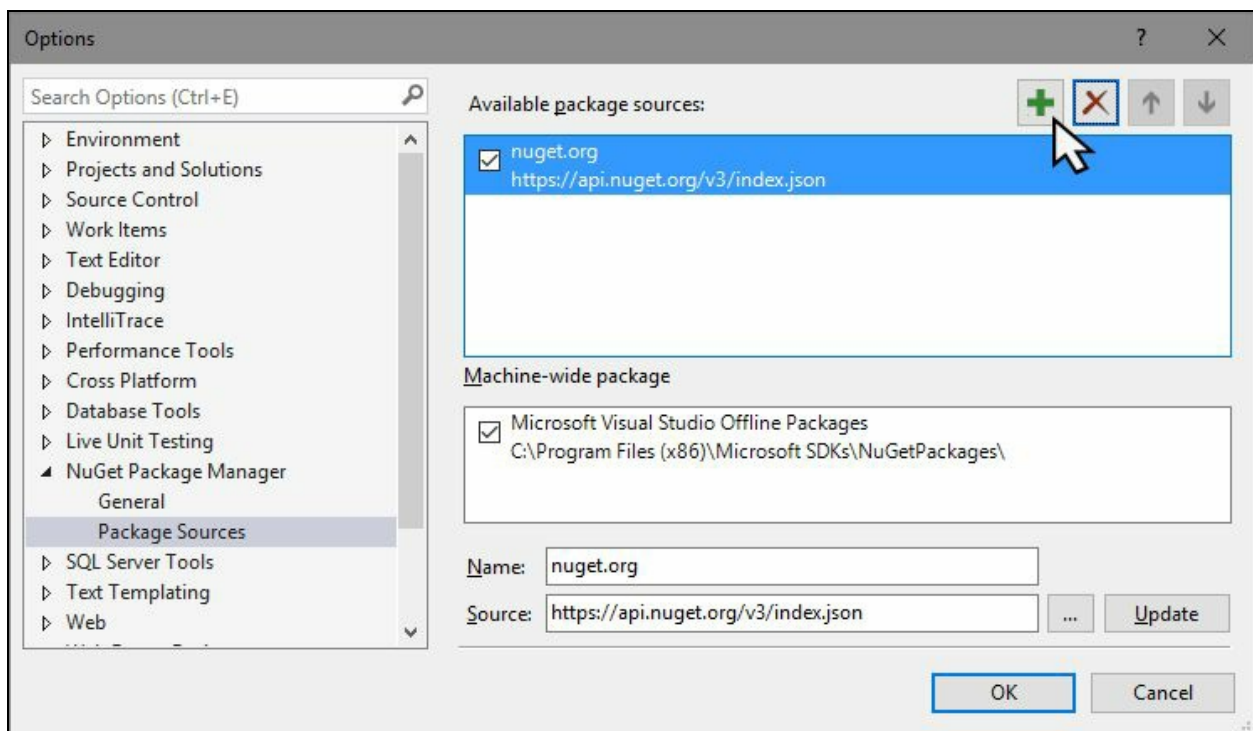 Options
?
Search Options (Ctrl+E)
Environment
Projects and Solutions
Source Control
Work Items
Text Editor
Debugging
IntelliTrace
Performance Tools
Cross Platform
Database Tools
Live Unit Testing
NuGet Package Manager
General
Package Sources
SQL Server Tools
Text Templating
Web
Available package sources:
nuget.org
https://api.nuget.org/v3/index.json
Machine-wide package
Microsoft Visual Studio Offline Packages
C:\Program Files (x86)\Microsoft SDKs\NuGetPackages\
Name: nuget.org
Source: https://api.nuget.org/v3/index.json ... Update
OK Cancel